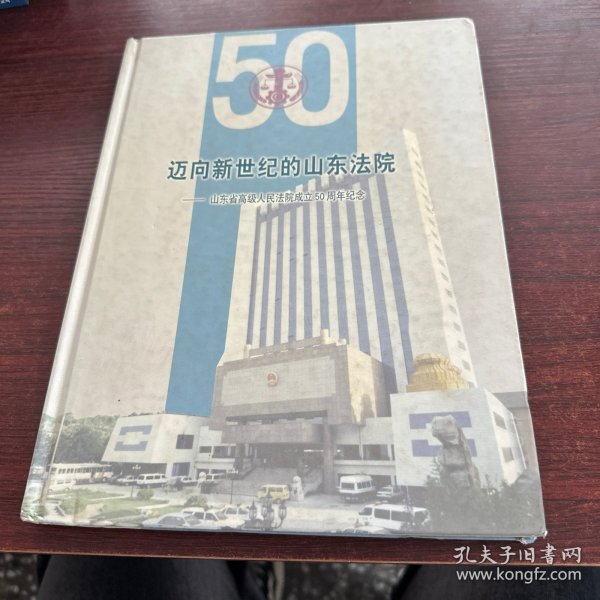 50
迈向新世纪的山东法院
—— 山东省高级人民法院成立50周年纪念
孔夫子旧书网
www.kongfz.com